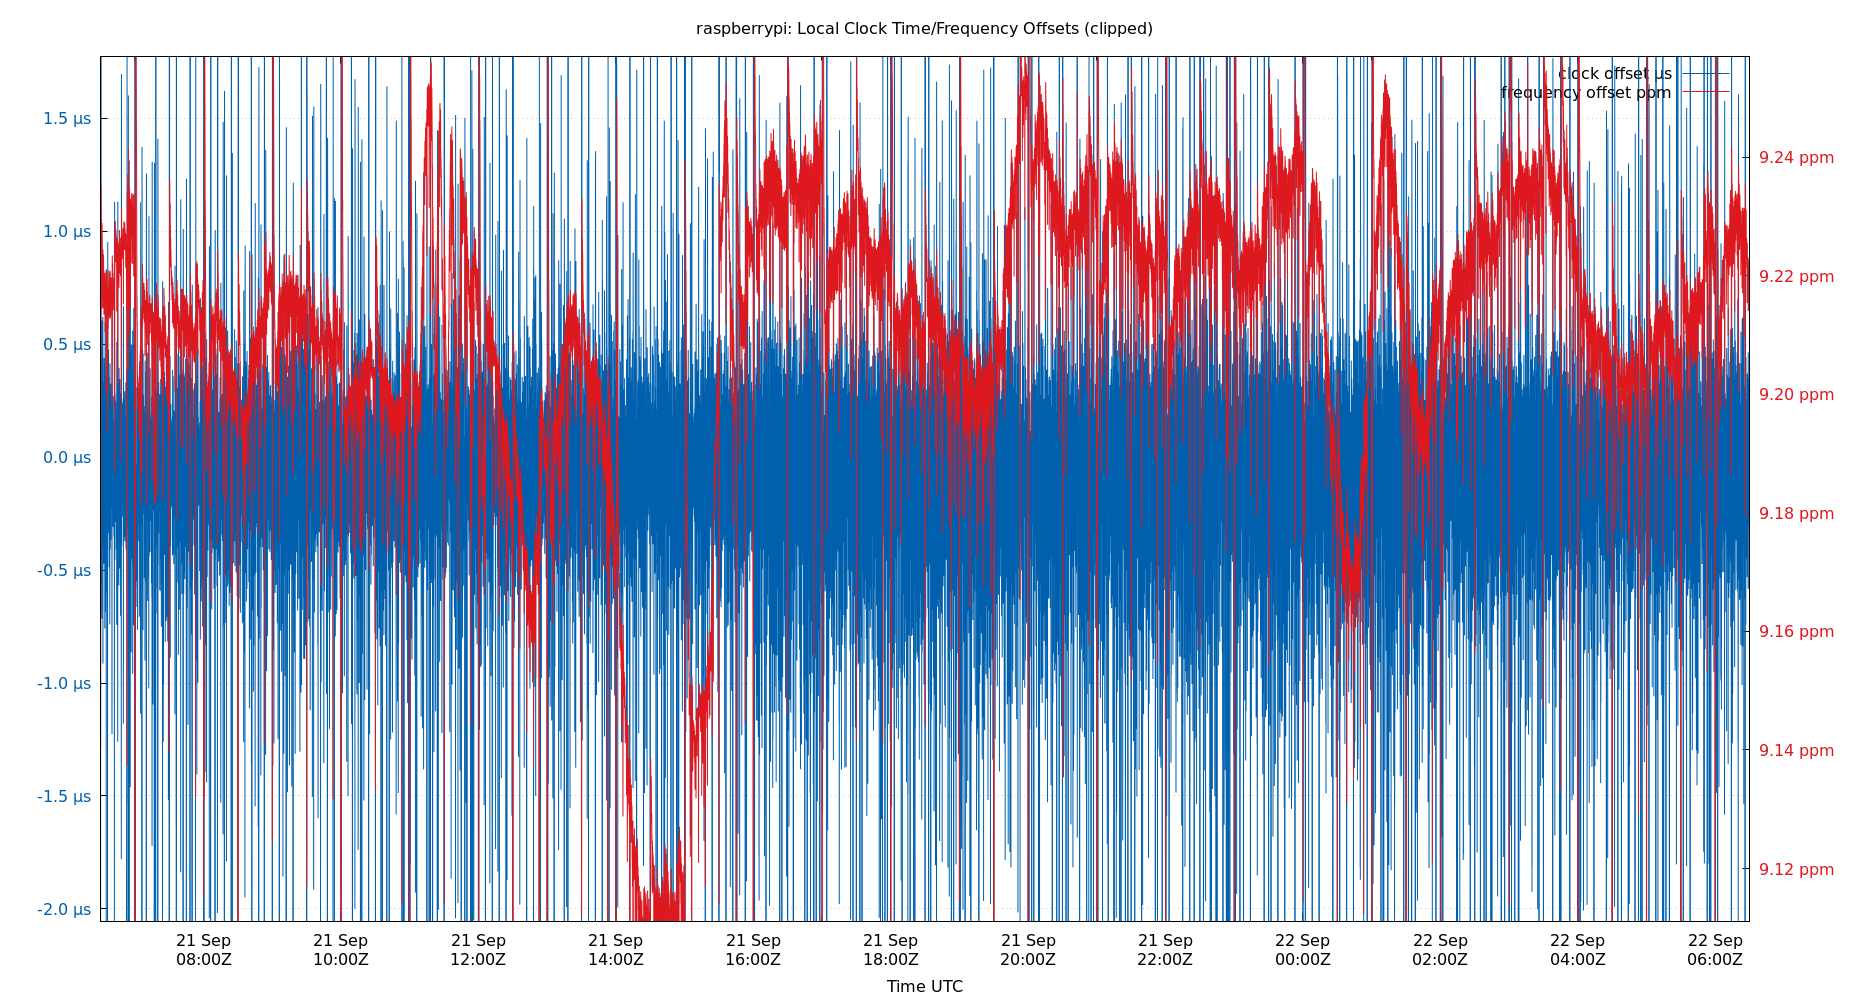 raspberrypi: Local Clock Time/Frequency Offsets (clipped)
clock offset µs
frequency offset ppm
1.5 µs
1.0 µs
0.5 µs
0.0 µs
-0.5 µs
-1.0 µs
-1.5 µs
-2.0 µs
9.24 ppm
9.22 ppm
9.20 ppm
9.18 ppm
9.16 ppm
9.14 ppm
9.12 ppm
21 Sep
08:00Z
21 Sep
10:00Z
21 Sep
12:00Z
21 Sep
14:00Z
21 Sep
16:00Z
21 Sep
18:00Z
21 Sep
20:00Z
21 Sep
22:00Z
22 Sep
00:00Z
22 Sep
02:00Z
22 Sep
04:00Z
22 Sep
06:00Z
Time UTC